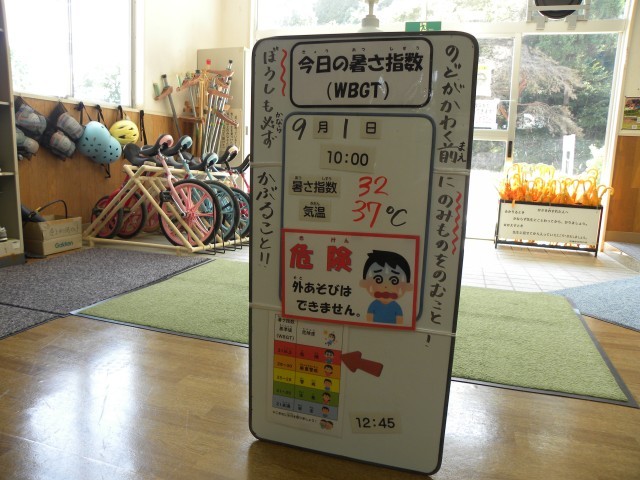 今日の暑さ指数
(WBGT)
のどがかわく前にのみものをのむこと!
ぼうしも必ずかぶること!!
9月1日
10:00
暑さ指数 32
気温 37℃
危険
外あそびは
できません。
(WBGT)
12:45